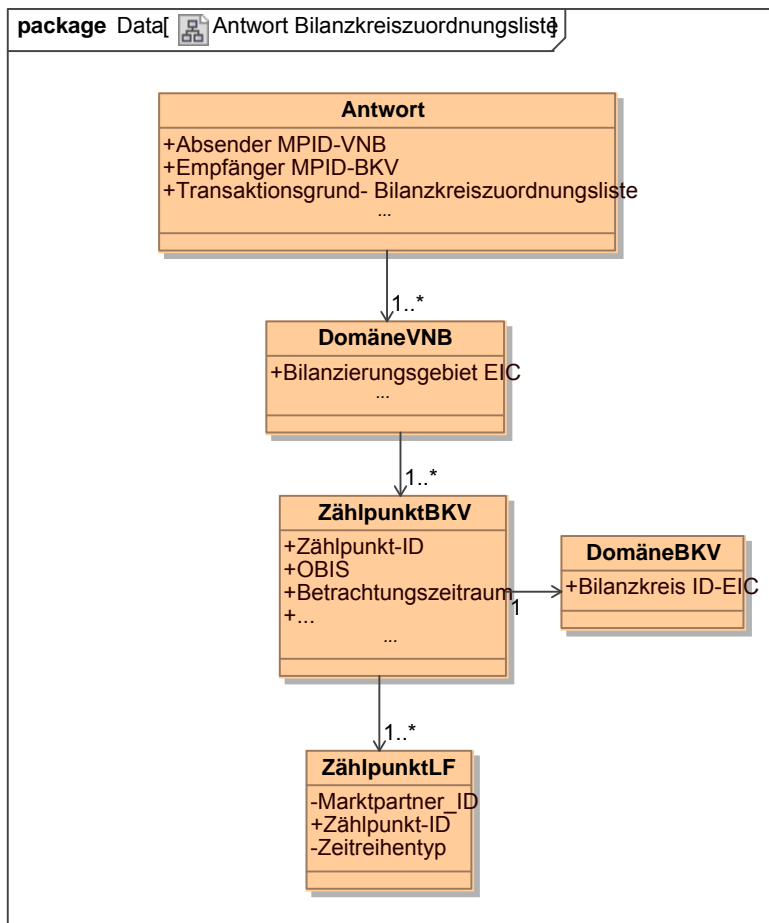 package Data[ Antwort Bilanzkreiszuordnungsliste]
Antwort
+Absender MPID-VNB
+Empfänger MPID-BKV
+Transaktionsgrund- Bilanzkreiszuordnungsliste
...
1..*
DomäneVNB
+Bilanzierungsgebiet EIC
...
1..*
ZählpunktBKV
+Zählpunkt-ID
+OBIS
+Betrachtungszeitraum
+...
...
1
DomäneBKV
+Bilanzkreis ID-EIC
1..*
ZählpunktLF
-Marktpartner_ID
+Zählpunkt-ID
-Zeitreihentyp